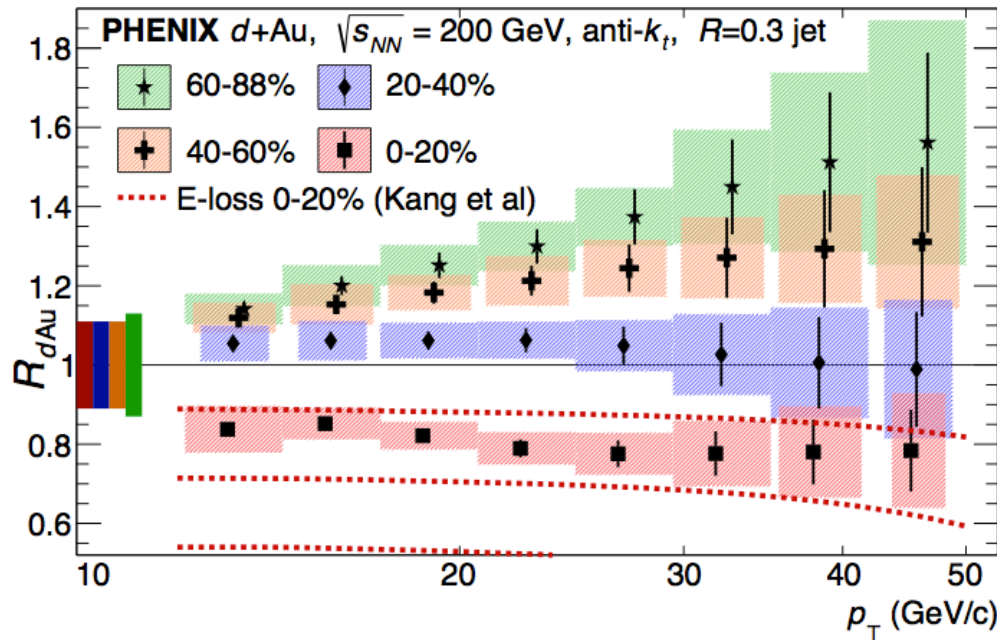 PHENIX d+Au, √sNN = 200 GeV, anti-kt, R=0.3 jet
60-88% 20-40%
40-60% 0-20%
E-loss 0-20% (Kang et al)
RdAu
1.8
1.6
1.4
1.2
1
0.8
0.6
10 20 30 40 50
pT (GeV/c)